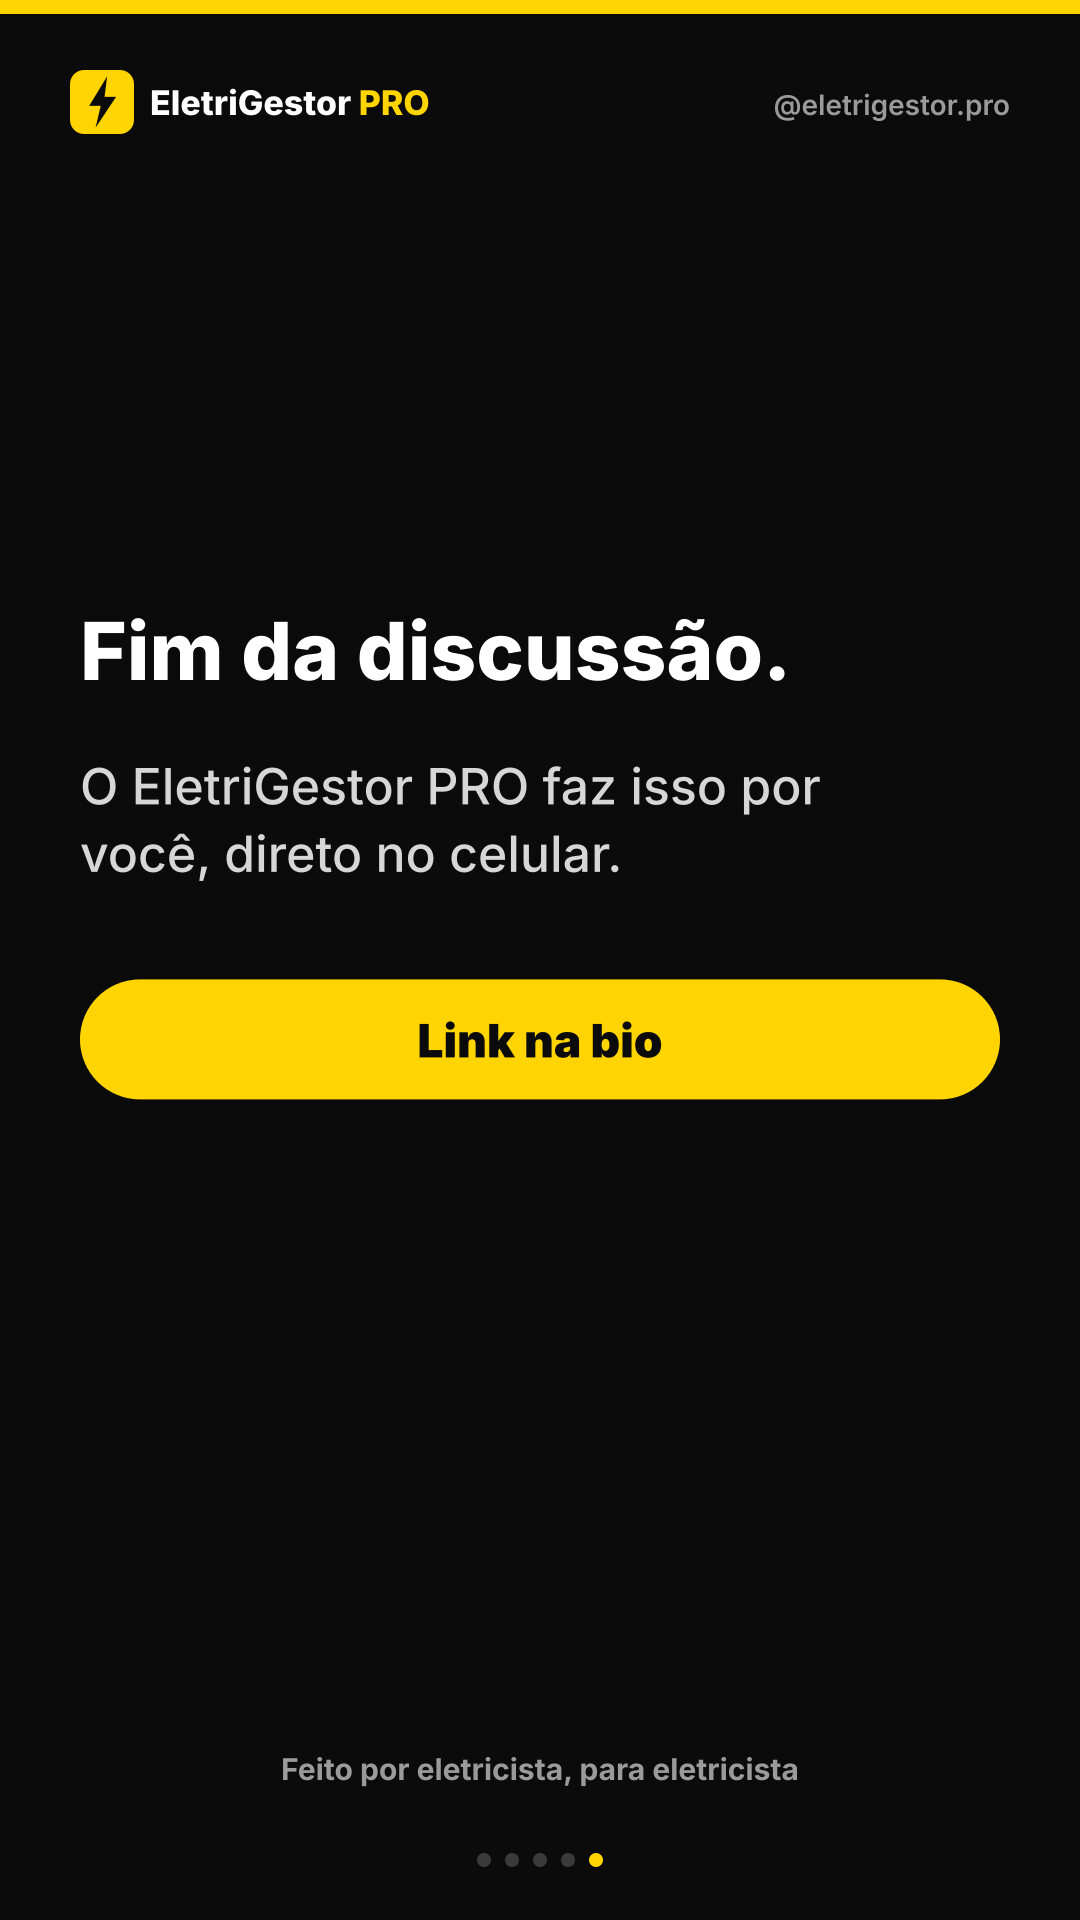 EletriGestor PRO
@eletrigestor.pro
Fim da discussão.
O EletriGestor PRO faz isso por
você, direto no celular.
Link na bio
Feito por eletricista, para eletricista